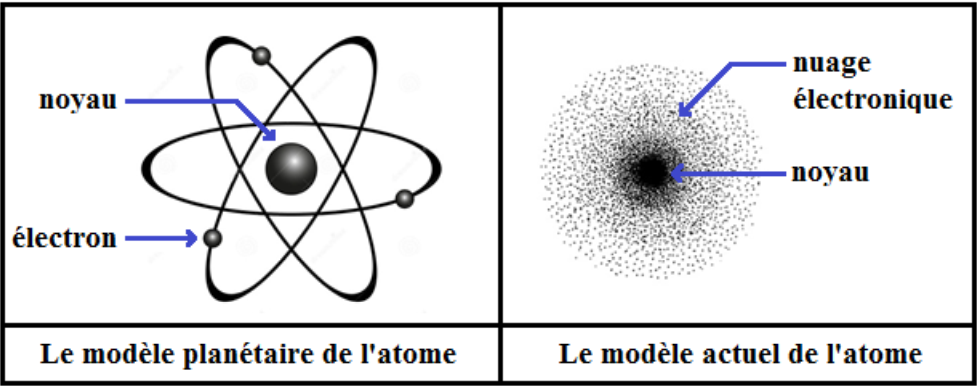 noyau
électron
Le modèle planétaire de l'atome
nuage
électronique
noyau
Le modèle actuel de l'atome